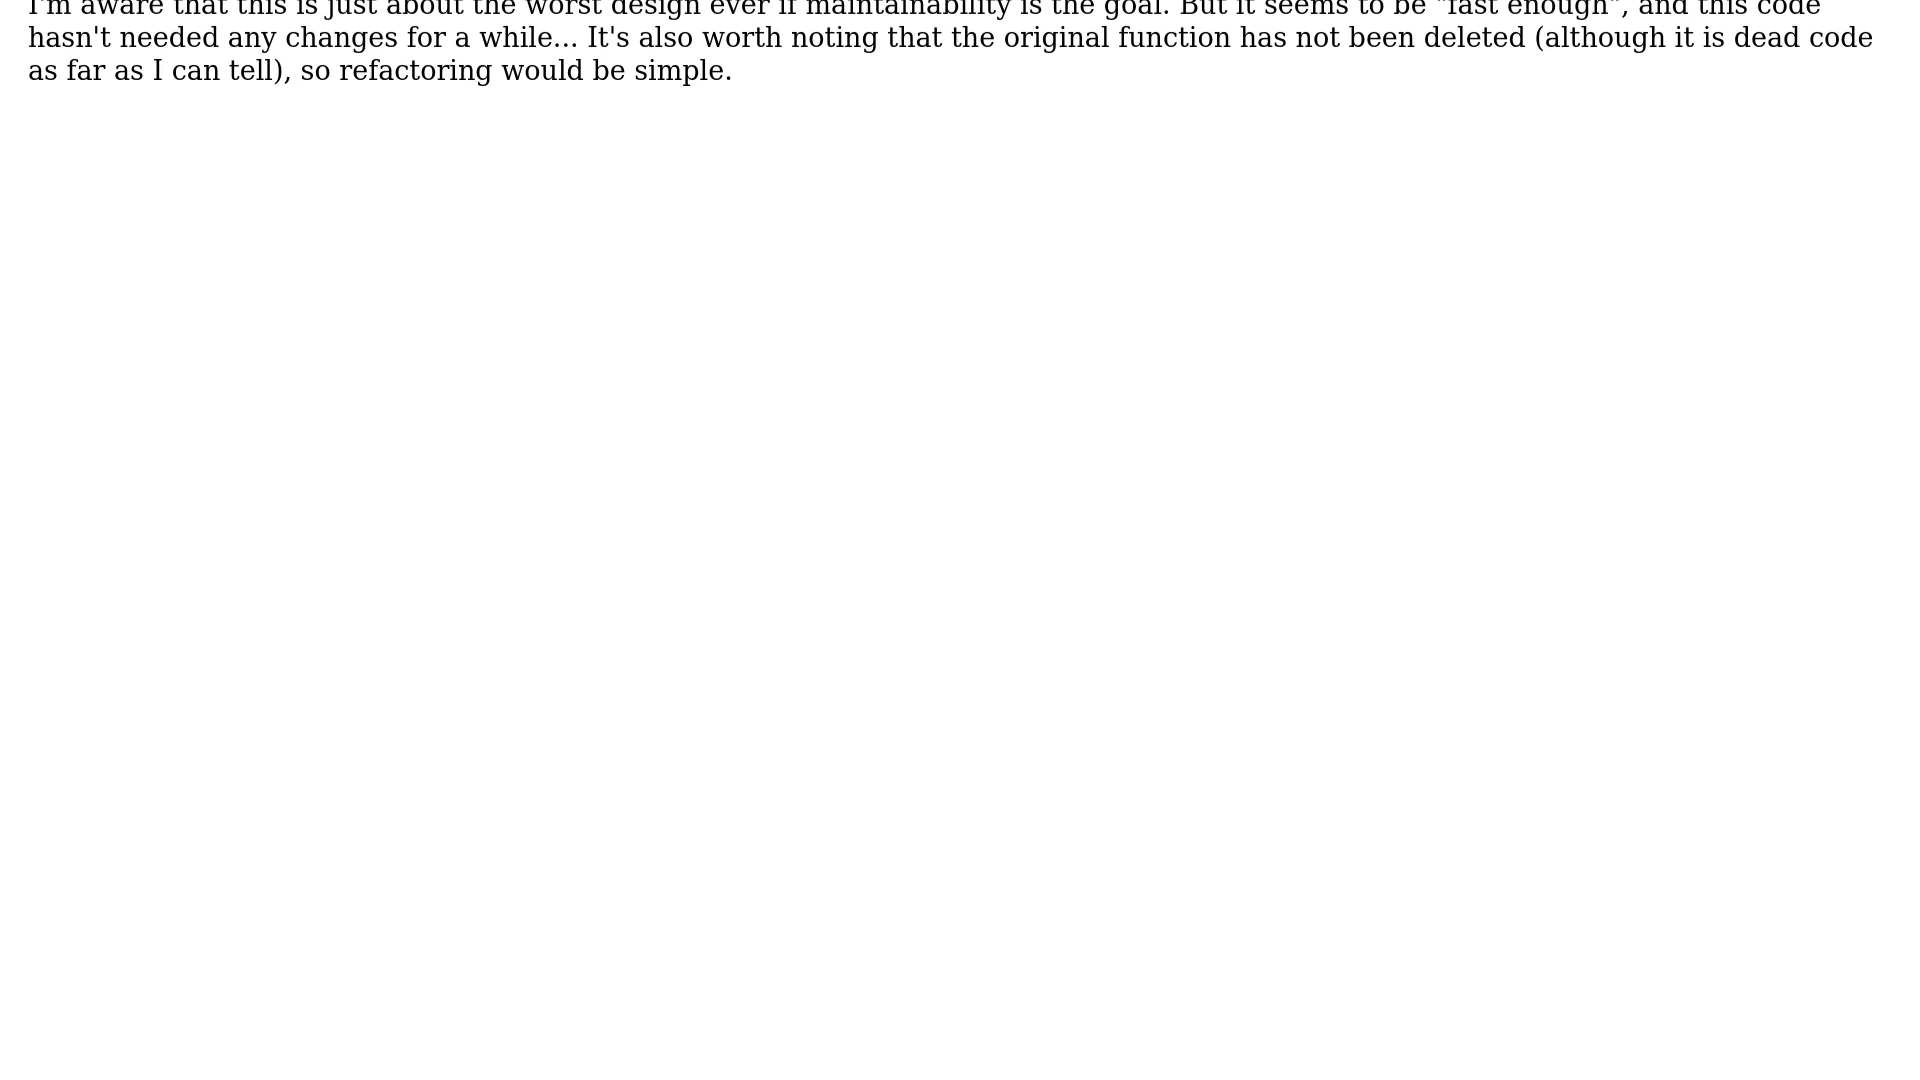 I'm aware that this is just about the worst design ever if maintainability is the goal. But it seems to be "fast enough", and this code
hasn't needed any changes for a while... It's also worth noting that the original function has not been deleted (although it is dead code
as far as I can tell), so refactoring would be simple.